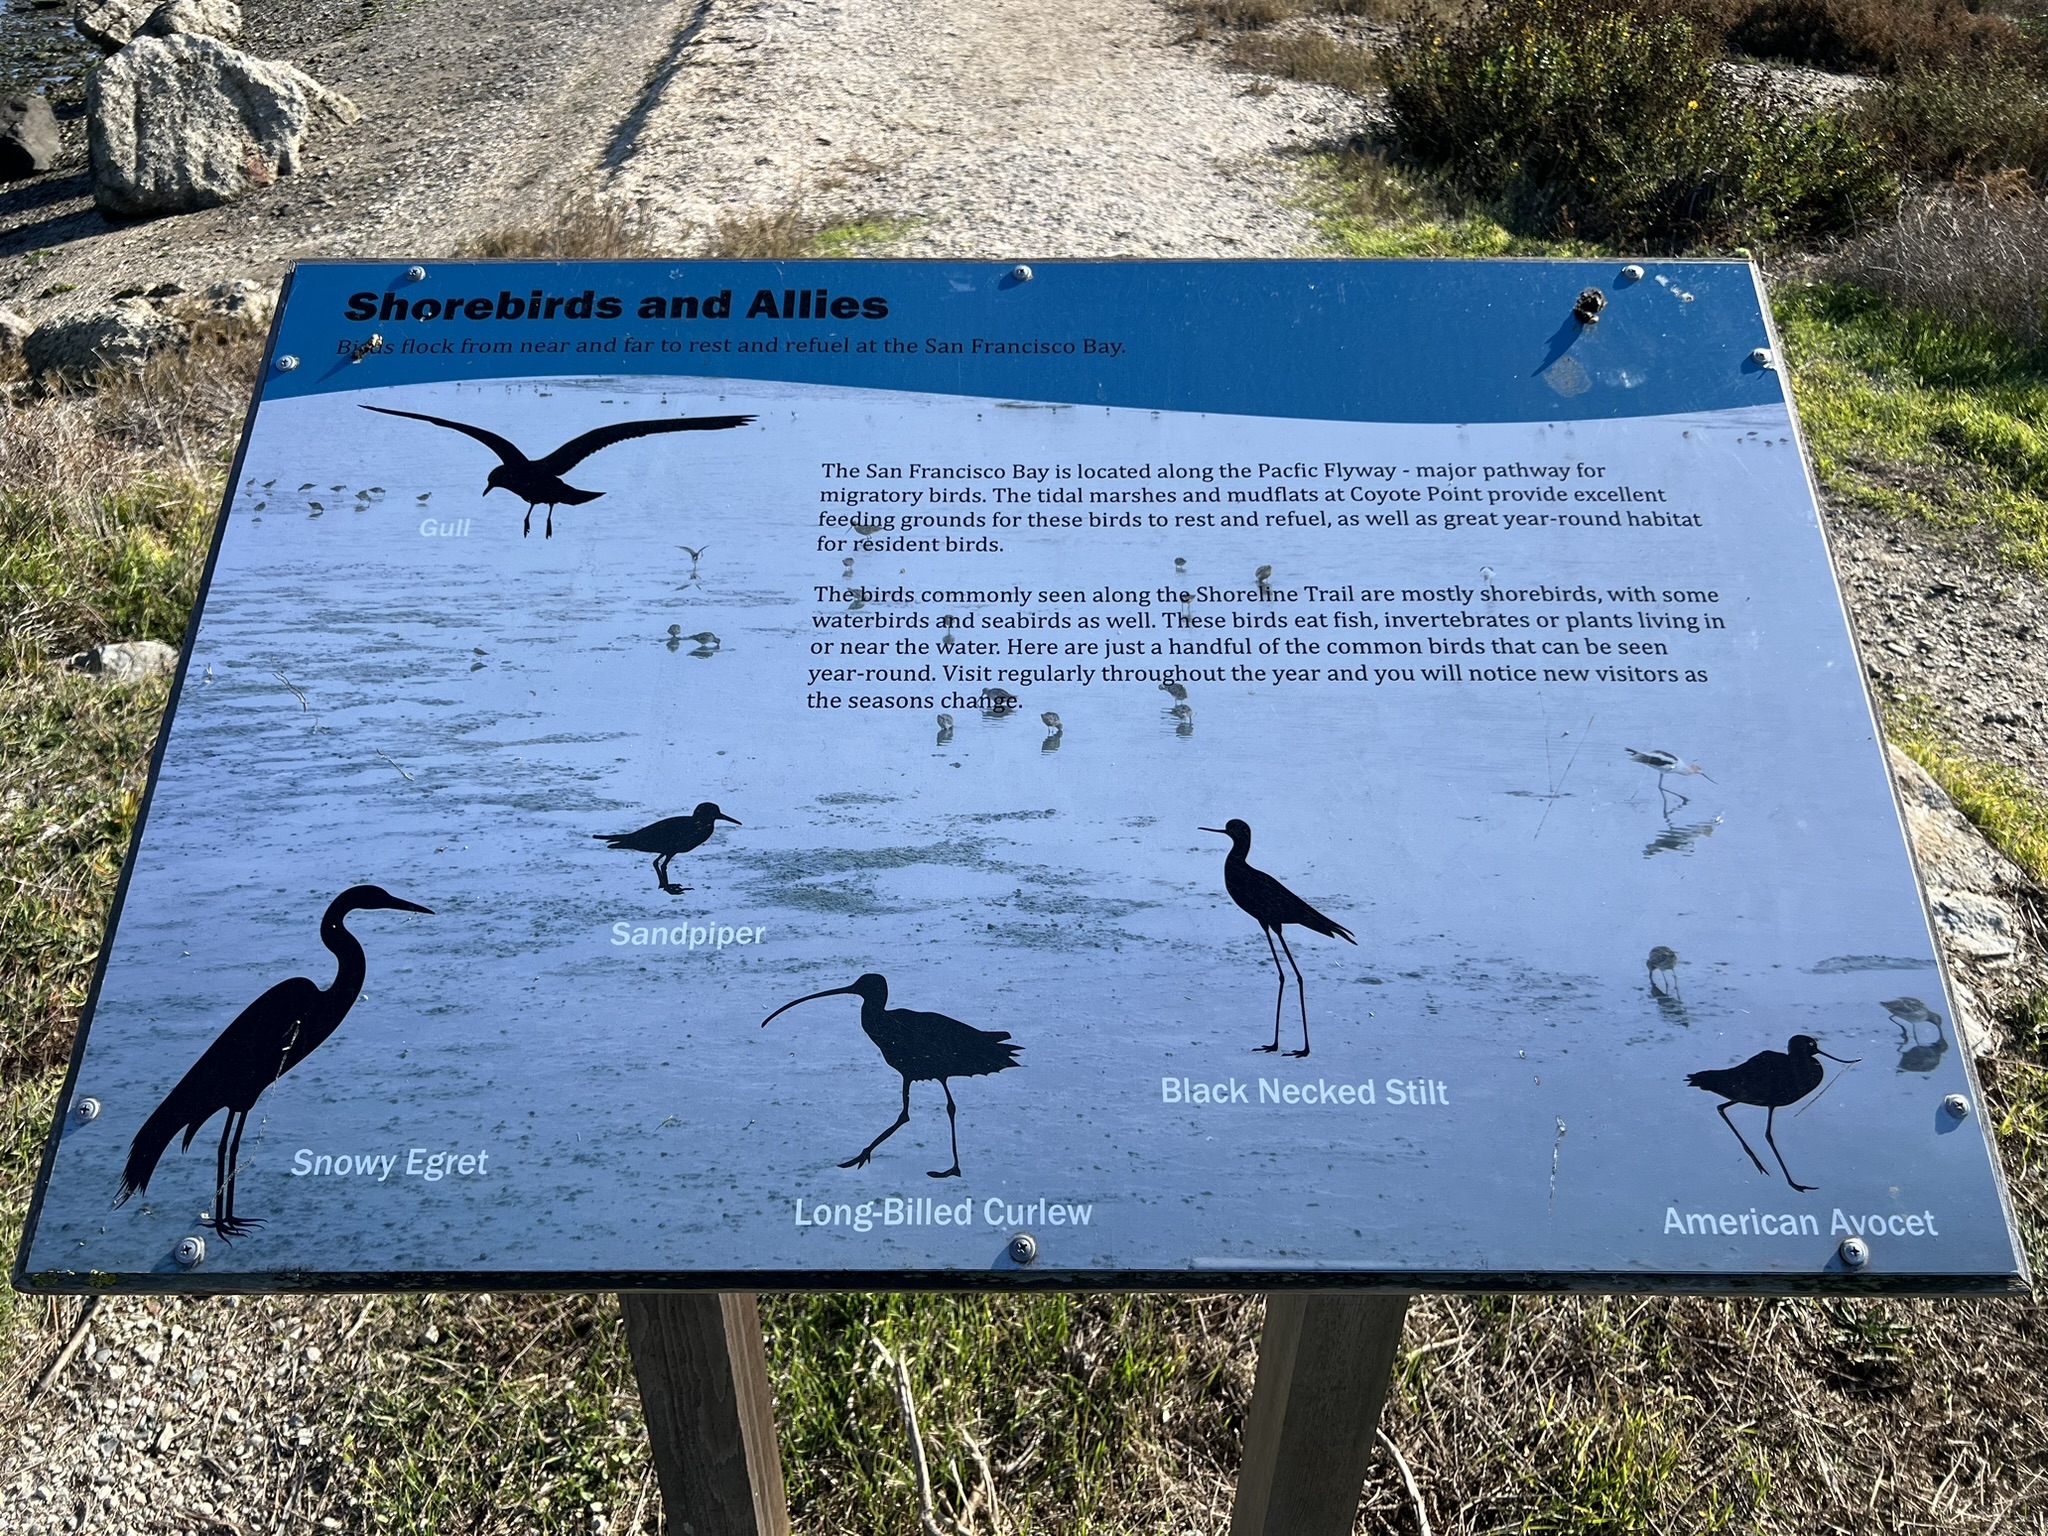 Shorebirds and Allies
Birds flock from near and far to rest and refuel at the San Francisco Bay.
The San Francisco Bay is located along the Pacfic Flyway - major pathway for
migratory birds. The tidal marshes and mudflats at Coyote Point provide excellent
feeding grounds for these birds to rest and refuel, as well as great year-round habitat
for resident birds.
The birds commonly seen along the Shoreline Trail are mostly shorebirds, with some
waterbirds and seabirds as well. These birds eat fish, invertebrates or plants living in
or near the water. Here are just a handful of the common birds that can be seen
year-round. Visit regularly throughout the year and you will notice new visitors as
the seasons change.
Gull
Sandpiper
Snowy Egret
Long-Billed Curlew
Black Necked Stilt
American Avocet